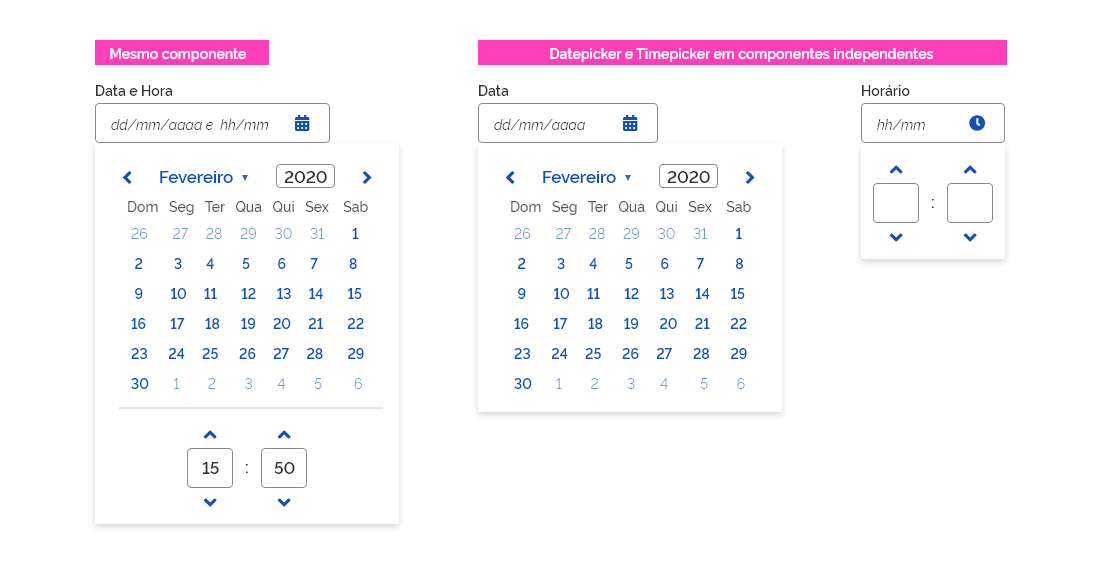 Mesmo componente
Data e Hora
dd/mm/aaaa e hh/mm
Fevereiro ▾ 2020
Dom Seg Ter Qua Qui Sex Sab
26 27 28 29 30 31 1
2 3 4 5 6 7 8
9 10 11 12 13 14 15
16 17 18 19 20 21 22
23 24 25 26 27 28 29
30 1 2 3 4 5 6
15 : 50
Datepicker e Timepicker em componentes independentes
Data
dd/mm/aaaa
Fevereiro ▾ 2020
Dom Seg Ter Qua Qui Sex Sab
26 27 28 29 30 31 1
2 3 4 5 6 7 8
9 10 11 12 13 14 15
16 17 18 19 20 21 22
23 24 25 26 27 28 29
30 1 2 3 4 5 6
Horário
hh/mm
: